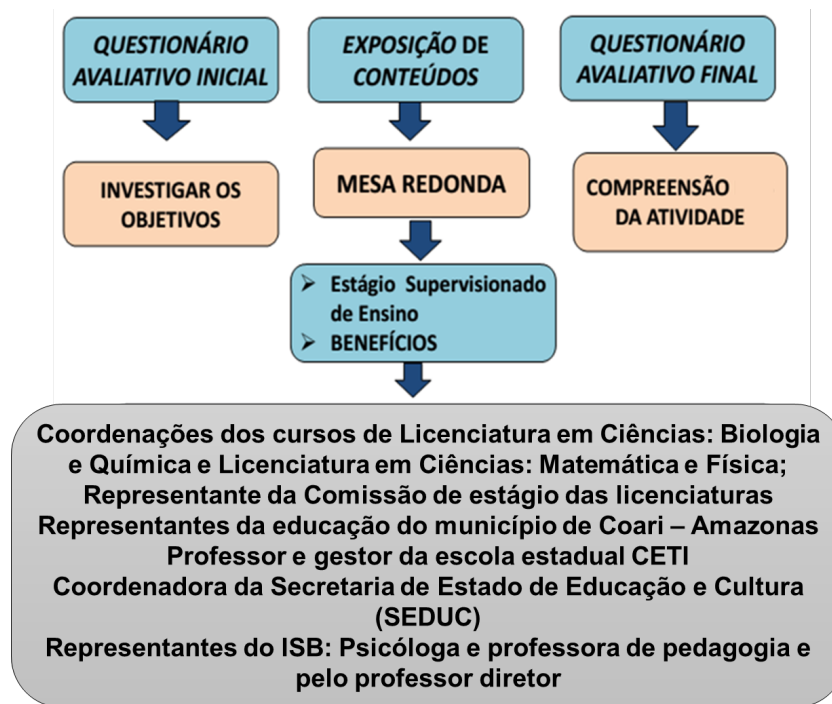 QUESTIONÁRIO
AVALIATIVO INICIAL
INVESTIGAR OS
OBJETIVOS
EXPOSIÇÃO DE
CONTEÚDOS
MESA REDONDA
➢ Estágio Supervisionado
de Ensino
➢ BENEFÍCIOS
QUESTIONÁRIO
AVALIATIVO FINAL
COMPREENSÃO
DA ATIVIDADE
Coordenações dos cursos de Licenciatura em Ciências: Biologia
e Química e Licenciatura em Ciências: Matemática e Física;
Representante da Comissão de estágio das licenciaturas
Representantes da educação do município de Coari – Amazonas
Professor e gestor da escola estadual CETI
Coordenadora da Secretaria de Estado de Educação e Cultura
(SEDUC)
Representantes do ISB: Psicóloga e professora de pedagogia e
pelo professor diretor